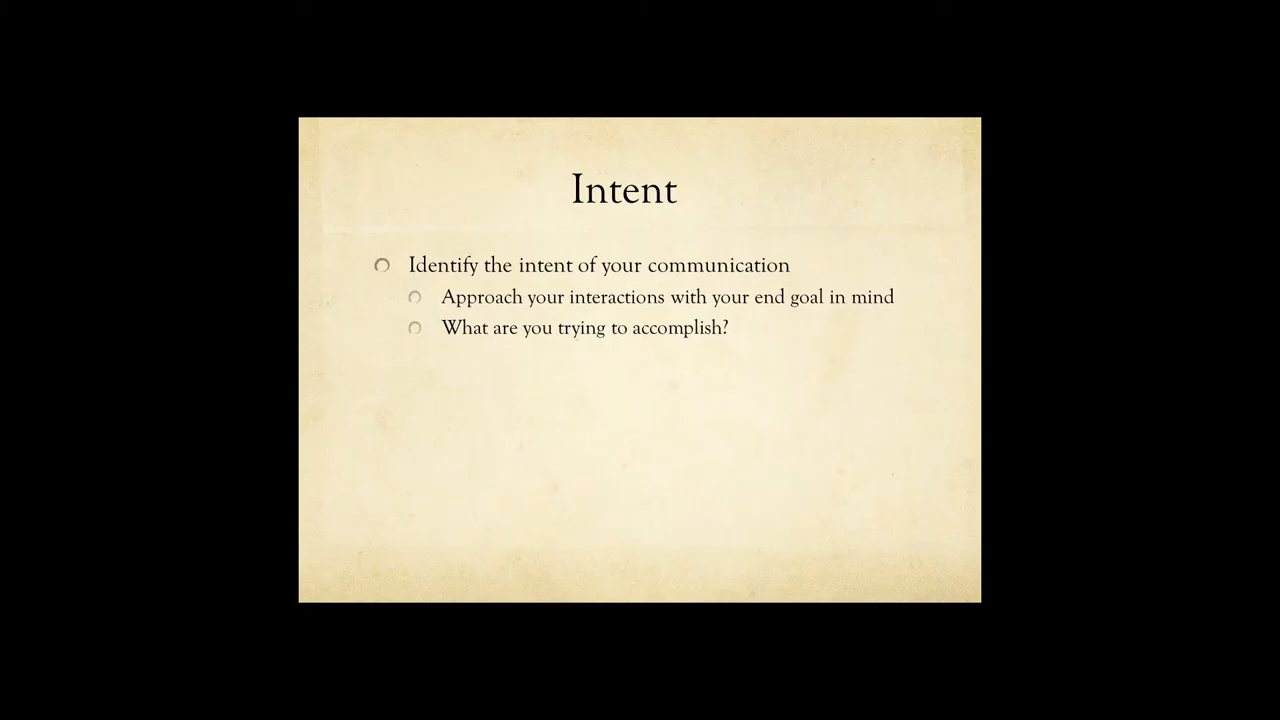 Intent
Identify the intent of your communication
Approach your interactions with your end goal in mind
What are you trying to accomplish?